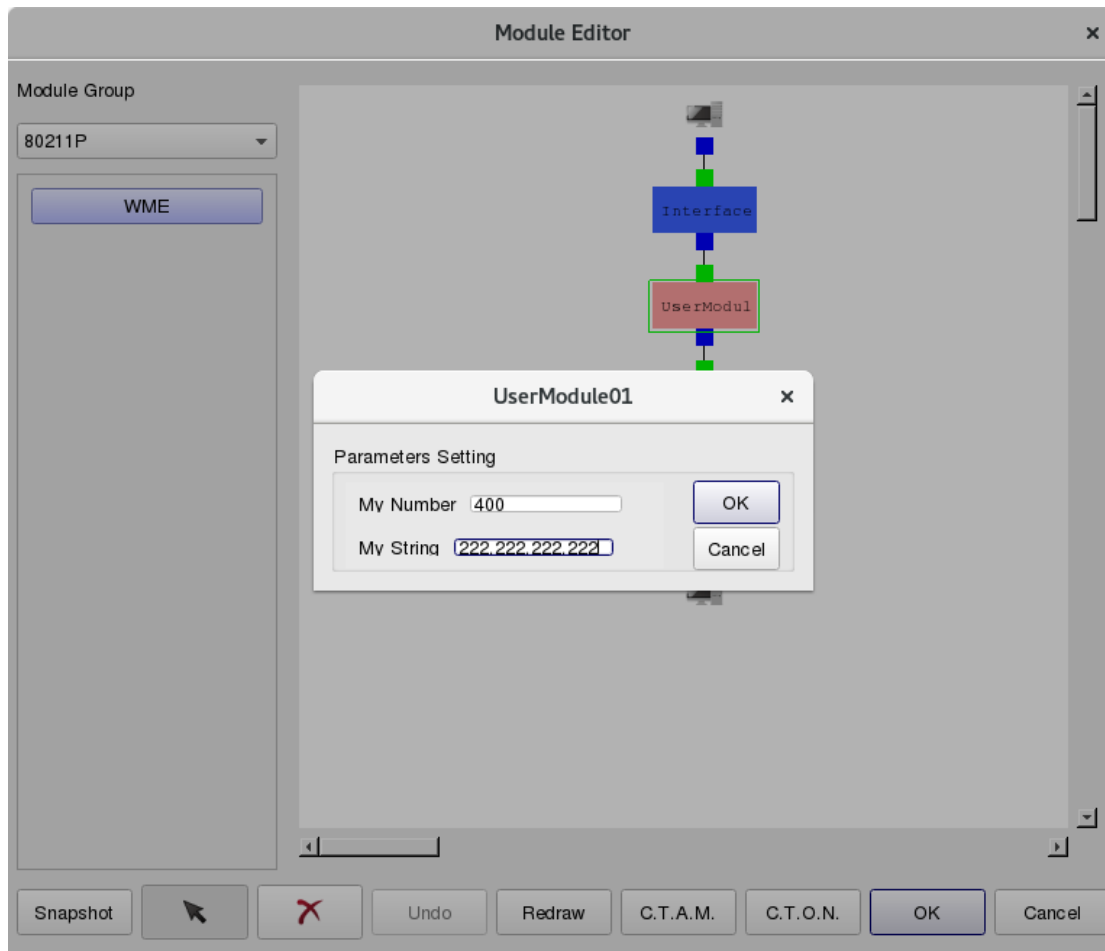 Module Editor
Module Group
80211P
WME
Interface
UserModul
UserModule01
Parameters Setting
My Number 400
OK
My String 222.222.222.222
Cancel
Snapshot Undo Redraw C.T.A.M. C.T.O.N. OK Cancel